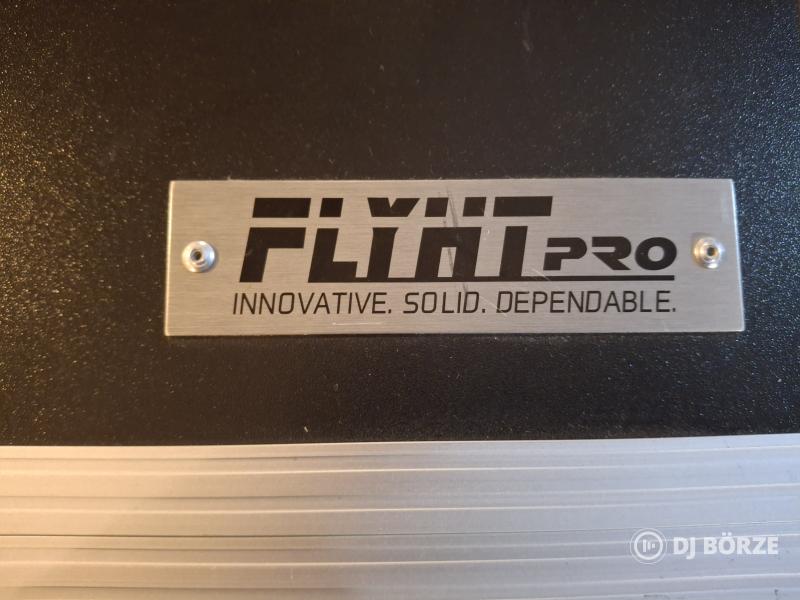 FLYHT PRO
INNOVATIVE. SOLID. DEPENDABLE.
DJ BÖRZE